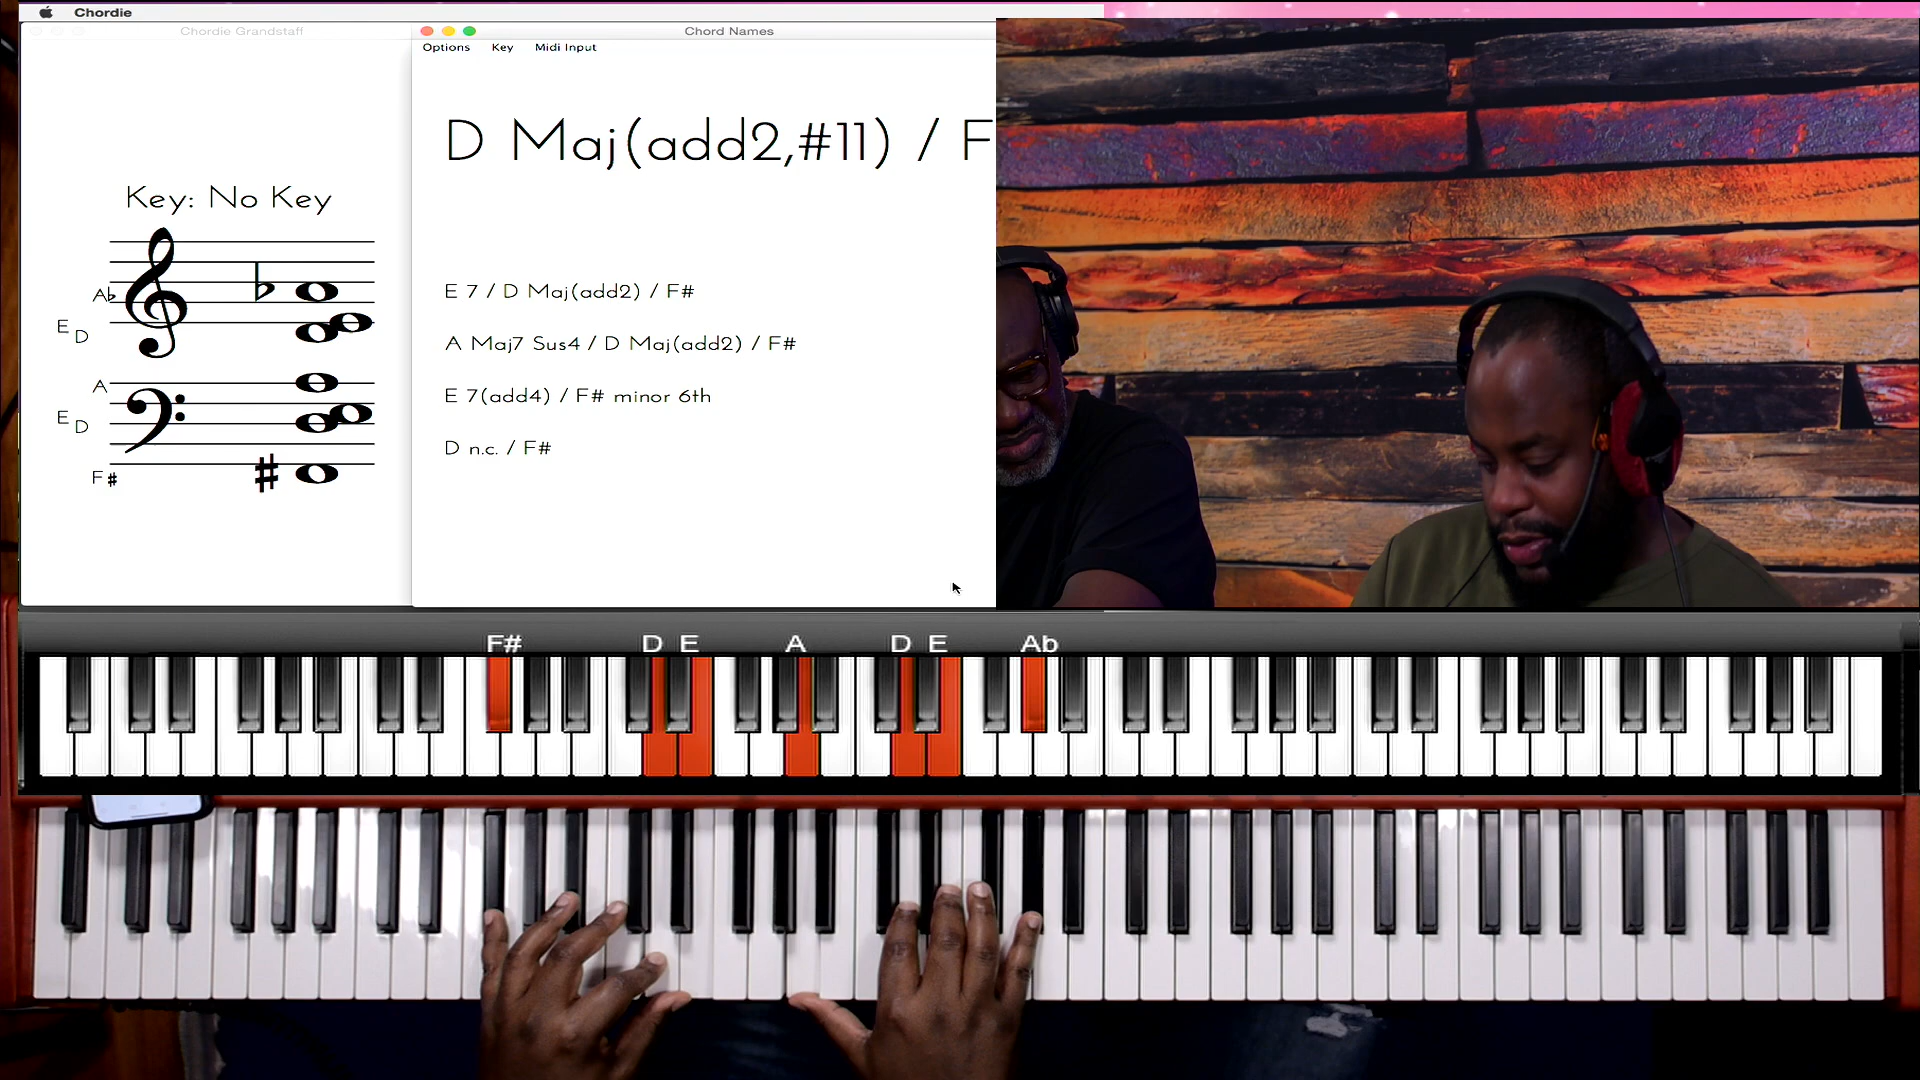 Chordie
Chordie Grandstaff
Chord Names
Options Key Midi Input
D Maj(add2,#11) / F
Key: No Key
E 7 / D Maj(add2) / F#
A♭
E D
A Maj7 Sus4 / D Maj(add2) / F#
A
E 7(add4) / F# minor 6th
E D
D n.c. / F#
F#
F# D E A D E Ab